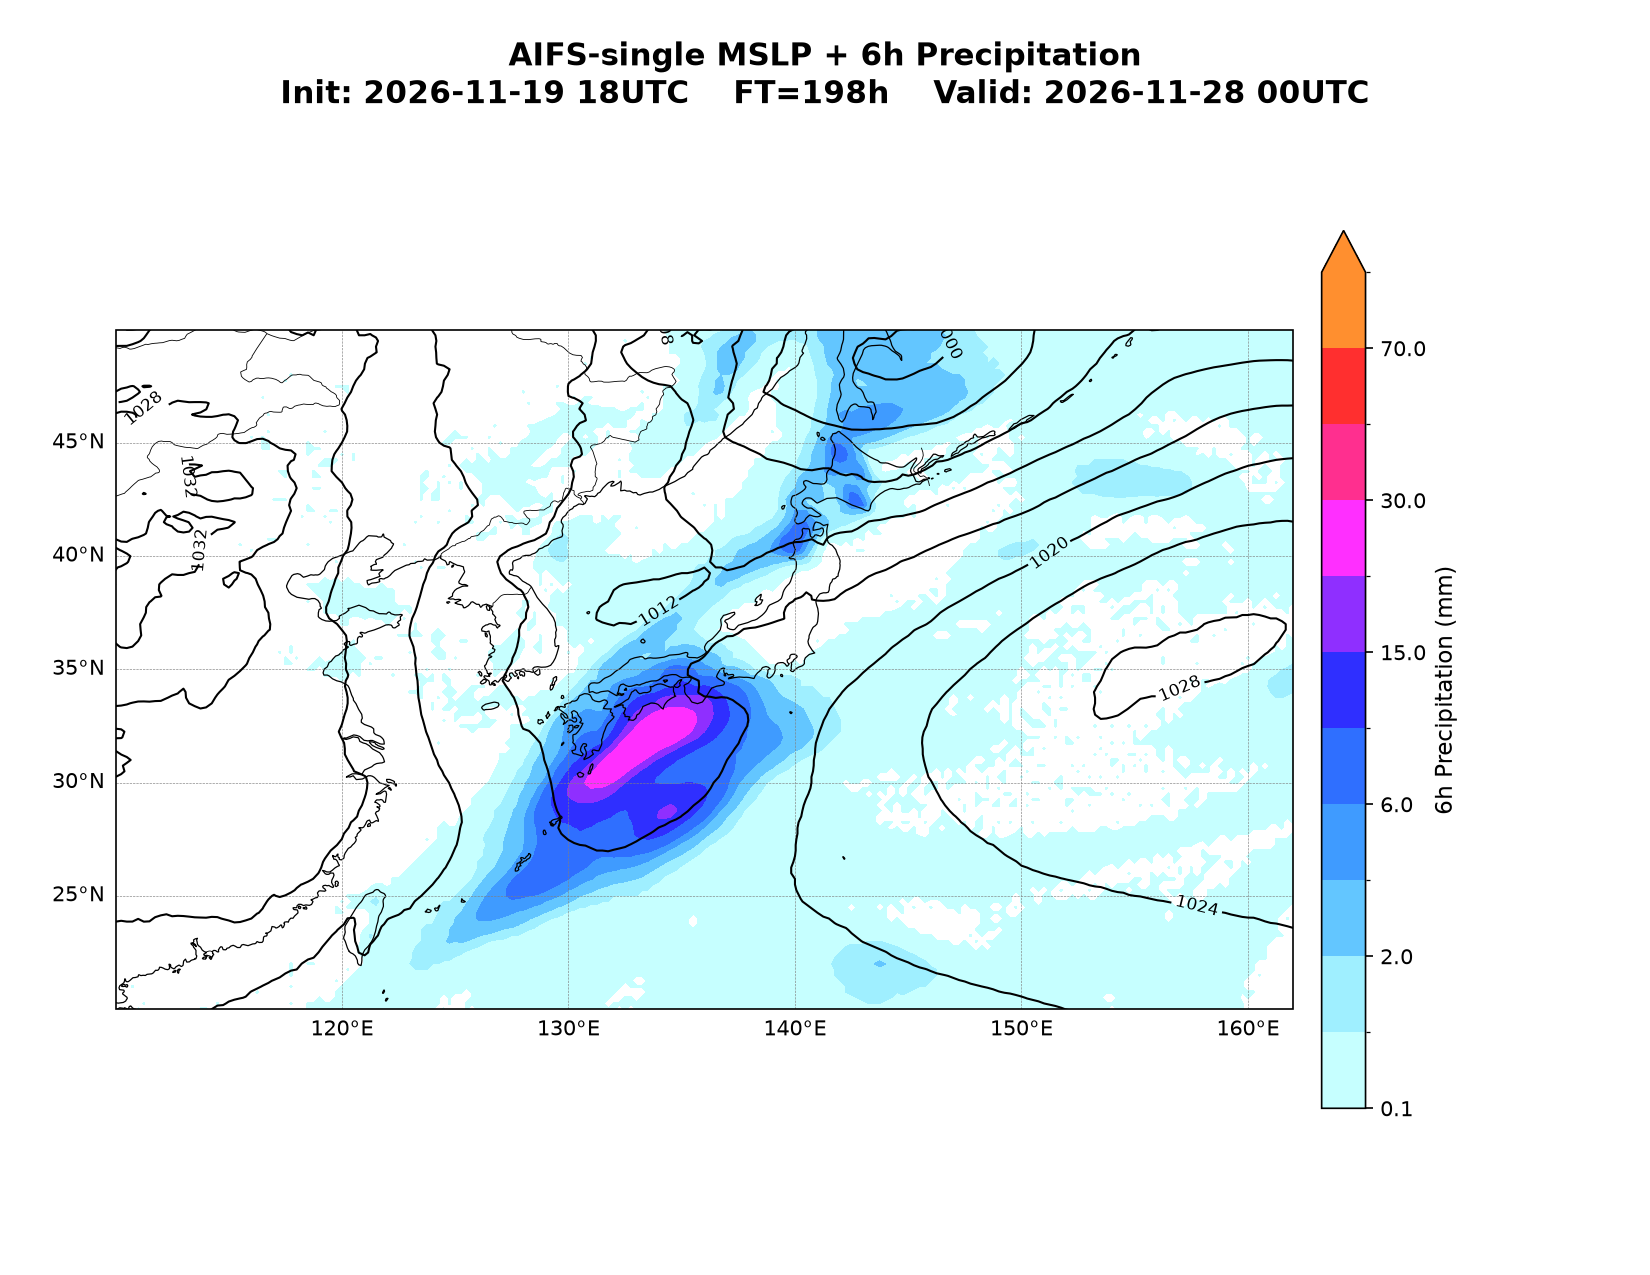 AIFS-single MSLP + 6h Precipitation
Init: 2026-11-19 18UTC    FT=198h    Valid: 2026-11-28 00UTC
45°N
40°N
35°N
30°N
25°N
120°E
130°E
140°E
150°E
160°E
1028
1032
1032
1012
1020
1028
1024
70.0
30.0
15.0
6.0
2.0
0.1
6h Precipitation (mm)